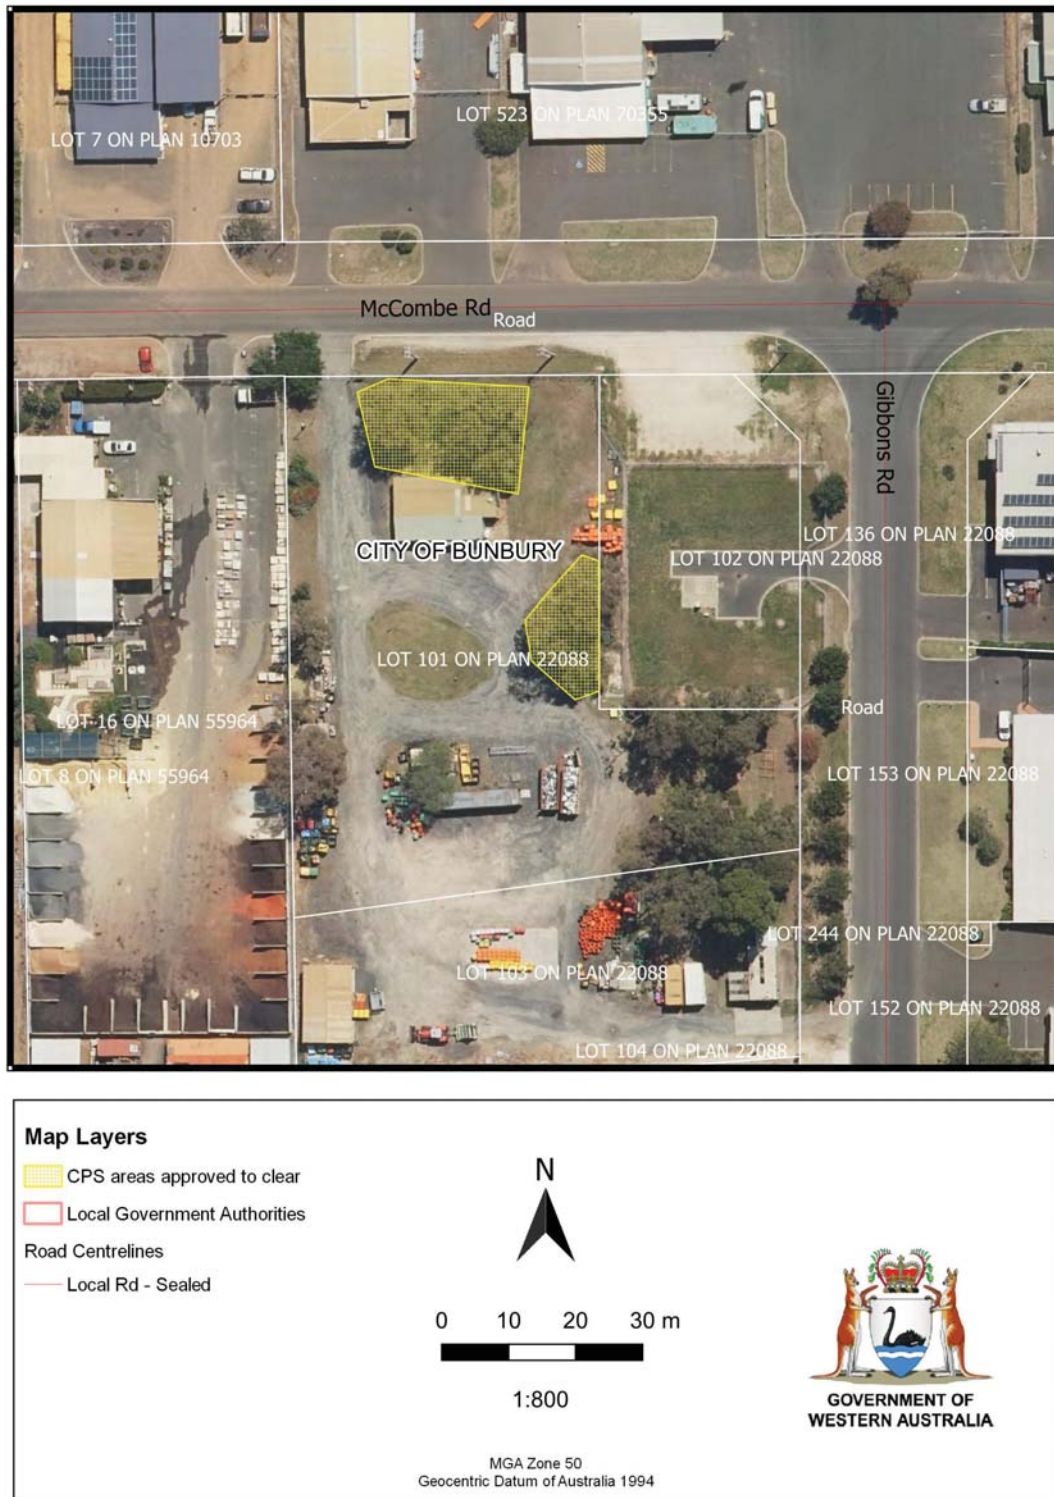 LOT 523 ON PLAN 70355
LOT 7 ON PLAN 10703
McCombe Rd
Road
Gibbons Rd
LOT 136 ON PLAN 22088
CITY OF BUNBURY
LOT 102 ON PLAN 22088
LOT 101 ON PLAN 22088
LOT 16 ON PLAN 55964
Road
LOT 8 ON PLAN 55964
LOT 153 ON PLAN 22088
LOT 244 ON PLAN 22088
LOT 103 ON PLAN 22088
LOT 152 ON PLAN 22088
LOT 104 ON PLAN 22088
Map Layers
CPS areas approved to clear
Local Government Authorities
Road Centrelines
Local Rd - Sealed
N
0 10 20 30 m
1:800
MGA Zone 50
Geocentric Datum of Australia 1994
GOVERNMENT OF
WESTERN AUSTRALIA